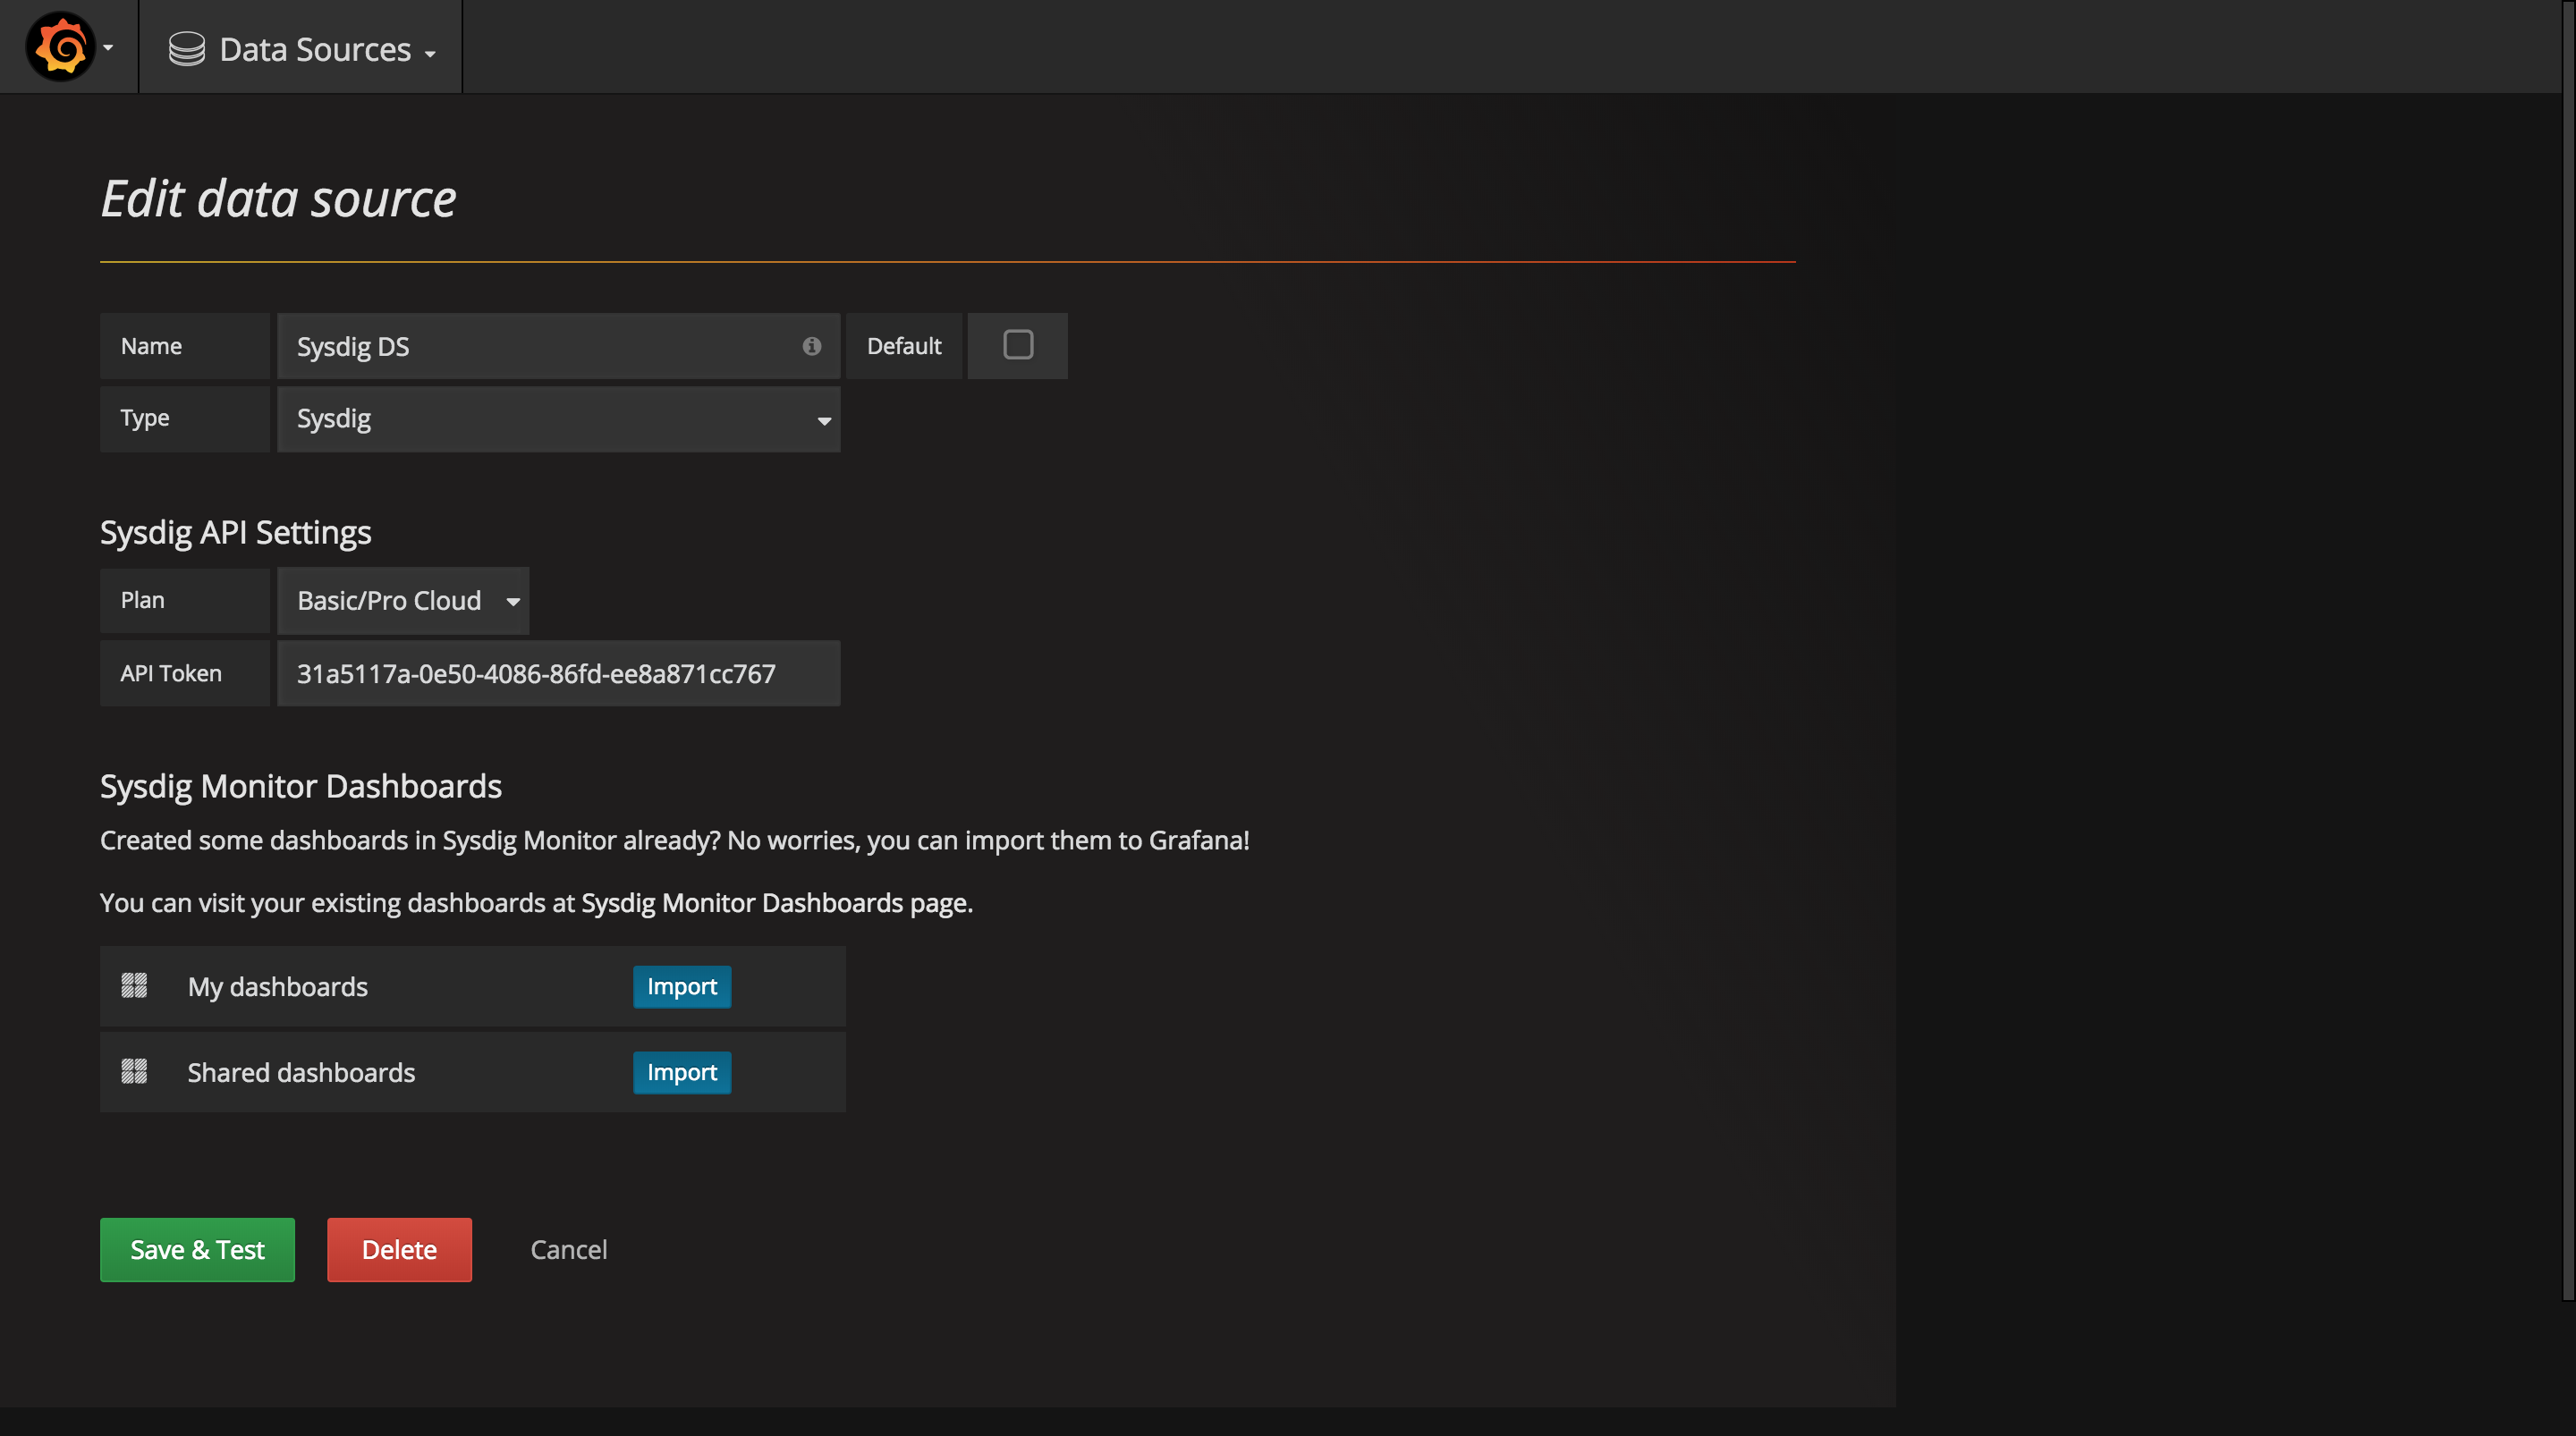 Data Sources
Edit data source
Name Sysdig DS Default
Type Sysdig
Sysdig API Settings
Plan Basic/Pro Cloud
API Token 31a5117a-0e50-4086-86fd-ee8a871cc767
Sysdig Monitor Dashboards
Created some dashboards in Sysdig Monitor already? No worries, you can import them to Grafana!
You can visit your existing dashboards at Sysdig Monitor Dashboards page.
My dashboards Import
Shared dashboards Import
Save & Test Delete Cancel